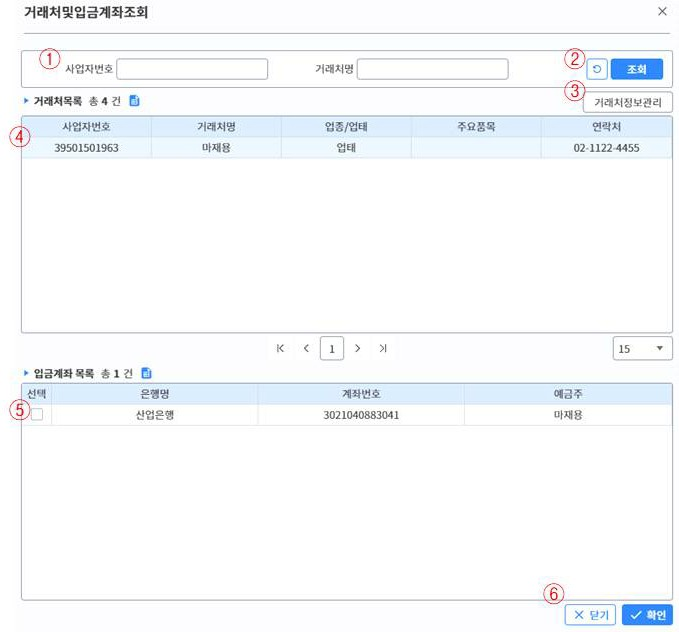 거래처및입금계좌조회
① 사업자번호 거래처명 ② 조회
③
▸ 거래처목록 총 4 건 거래처정보관리
사업자번호 거래처명 업종/업태 주요품목 연락처
④ 39501501963 마재용 업태 02-1122-4455
1 15
▸ 입금계좌 목록 총 1 건
선택 은행명 계좌번호 예금주
⑤ 산업은행 3021040883041 마재용
⑥
닫기 확인